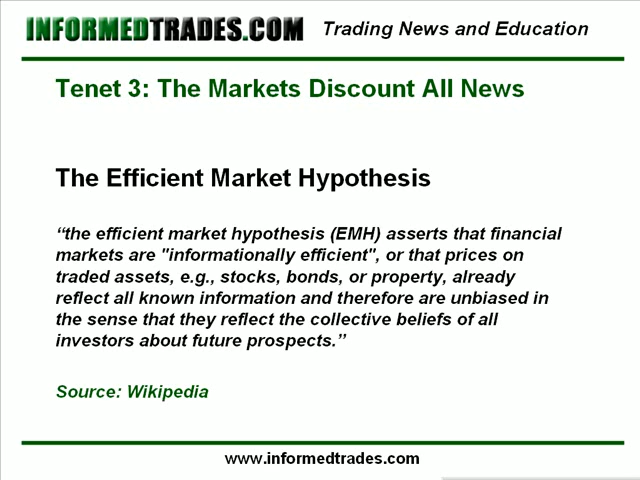 INFORMEDTRADES.COM Trading News and Education
Tenet 3: The Markets Discount All News
The Efficient Market Hypothesis
“the efficient market hypothesis (EMH) asserts that financial
markets are "informationally efficient", or that prices on
traded assets, e.g., stocks, bonds, or property, already
reflect all known information and therefore are unbiased in
the sense that they reflect the collective beliefs of all
investors about future prospects.”
Source: Wikipedia
www.informedtrades.com